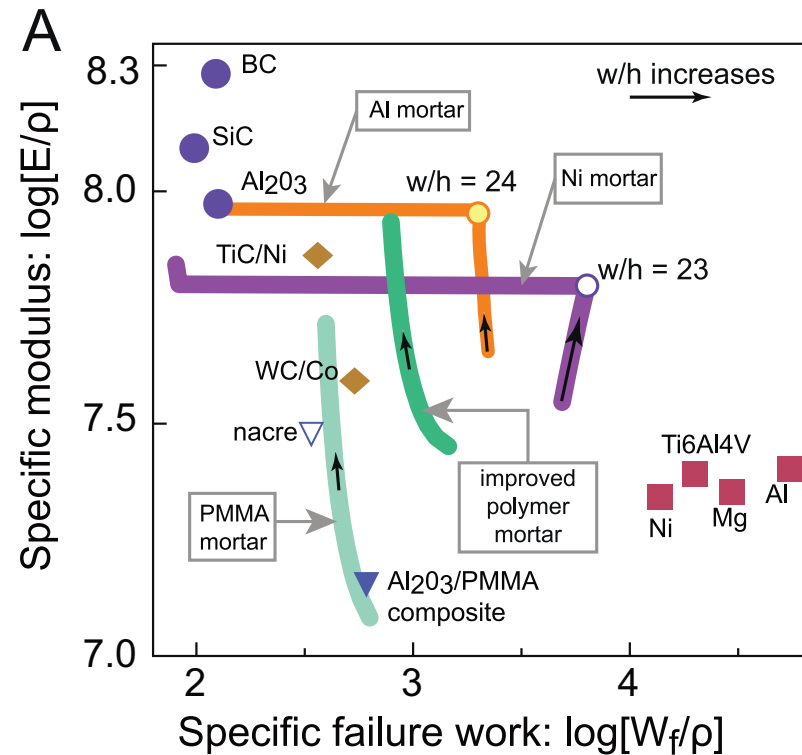 A
8.3
BC
w/h increases
Al mortar
SiC
8.0
Al203
w/h = 24
Ni mortar
TiC/Ni
w/h = 23
WC/Co
7.5
nacre
Ti6Al4V
improved
polymer
mortar
PMMA
mortar
Ni
Mg
Al
Al203/PMMA
composite
7.0
2
3
4
Specific modulus: log[E/ρ]
Specific failure work: log[Wf/ρ]